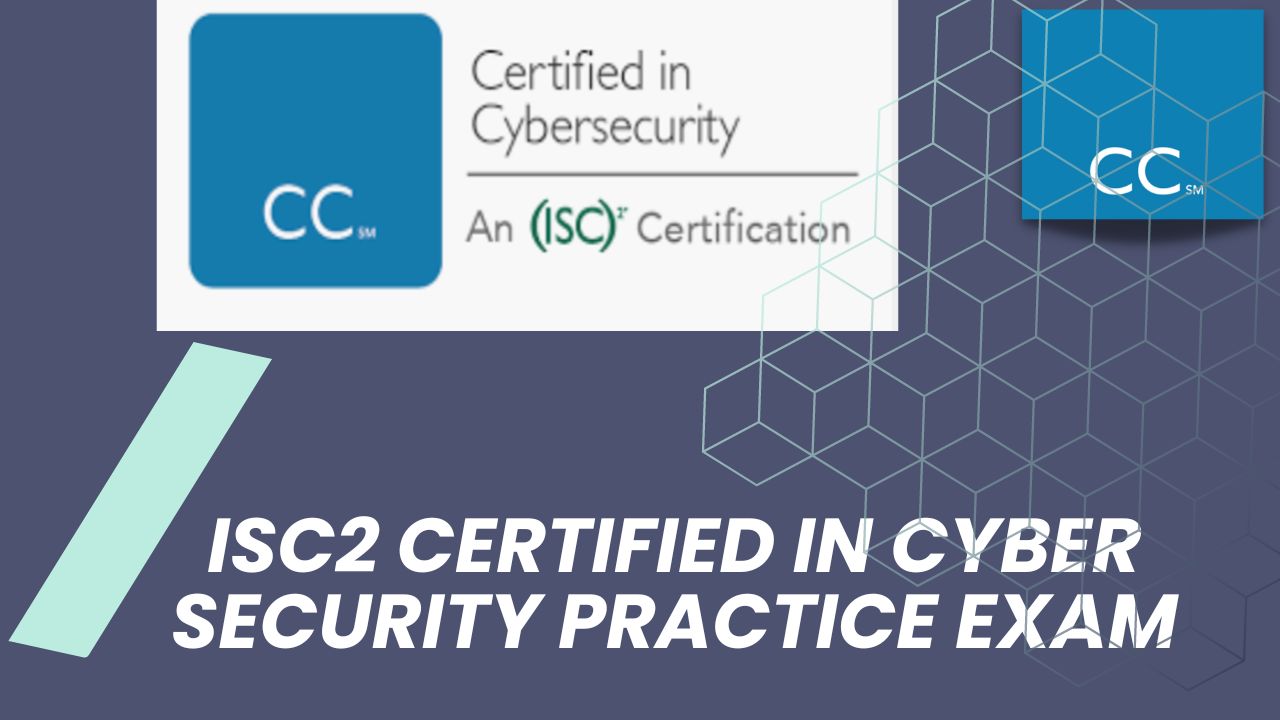 Certified in
Cybersecurity
CC SM
An (ISC)²® Certification
CC SM
ISC2 CERTIFIED IN CYBER
SECURITY PRACTICE EXAM